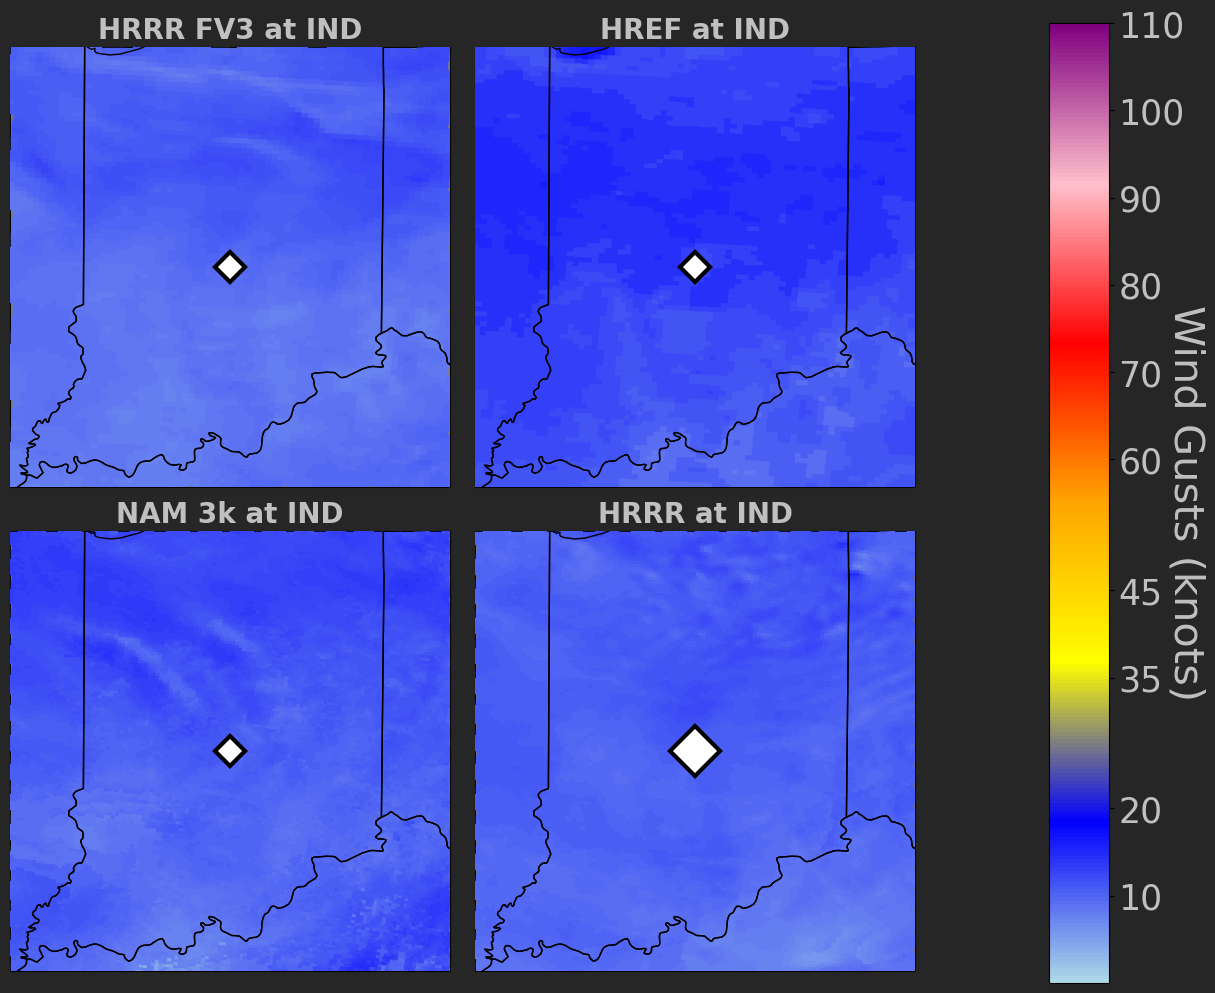 HRRR FV3 at IND
HREF at IND
NAM 3k at IND
HRRR at IND
110
100
90
80
70
60
45
35
20
10
Wind Gusts (knots)